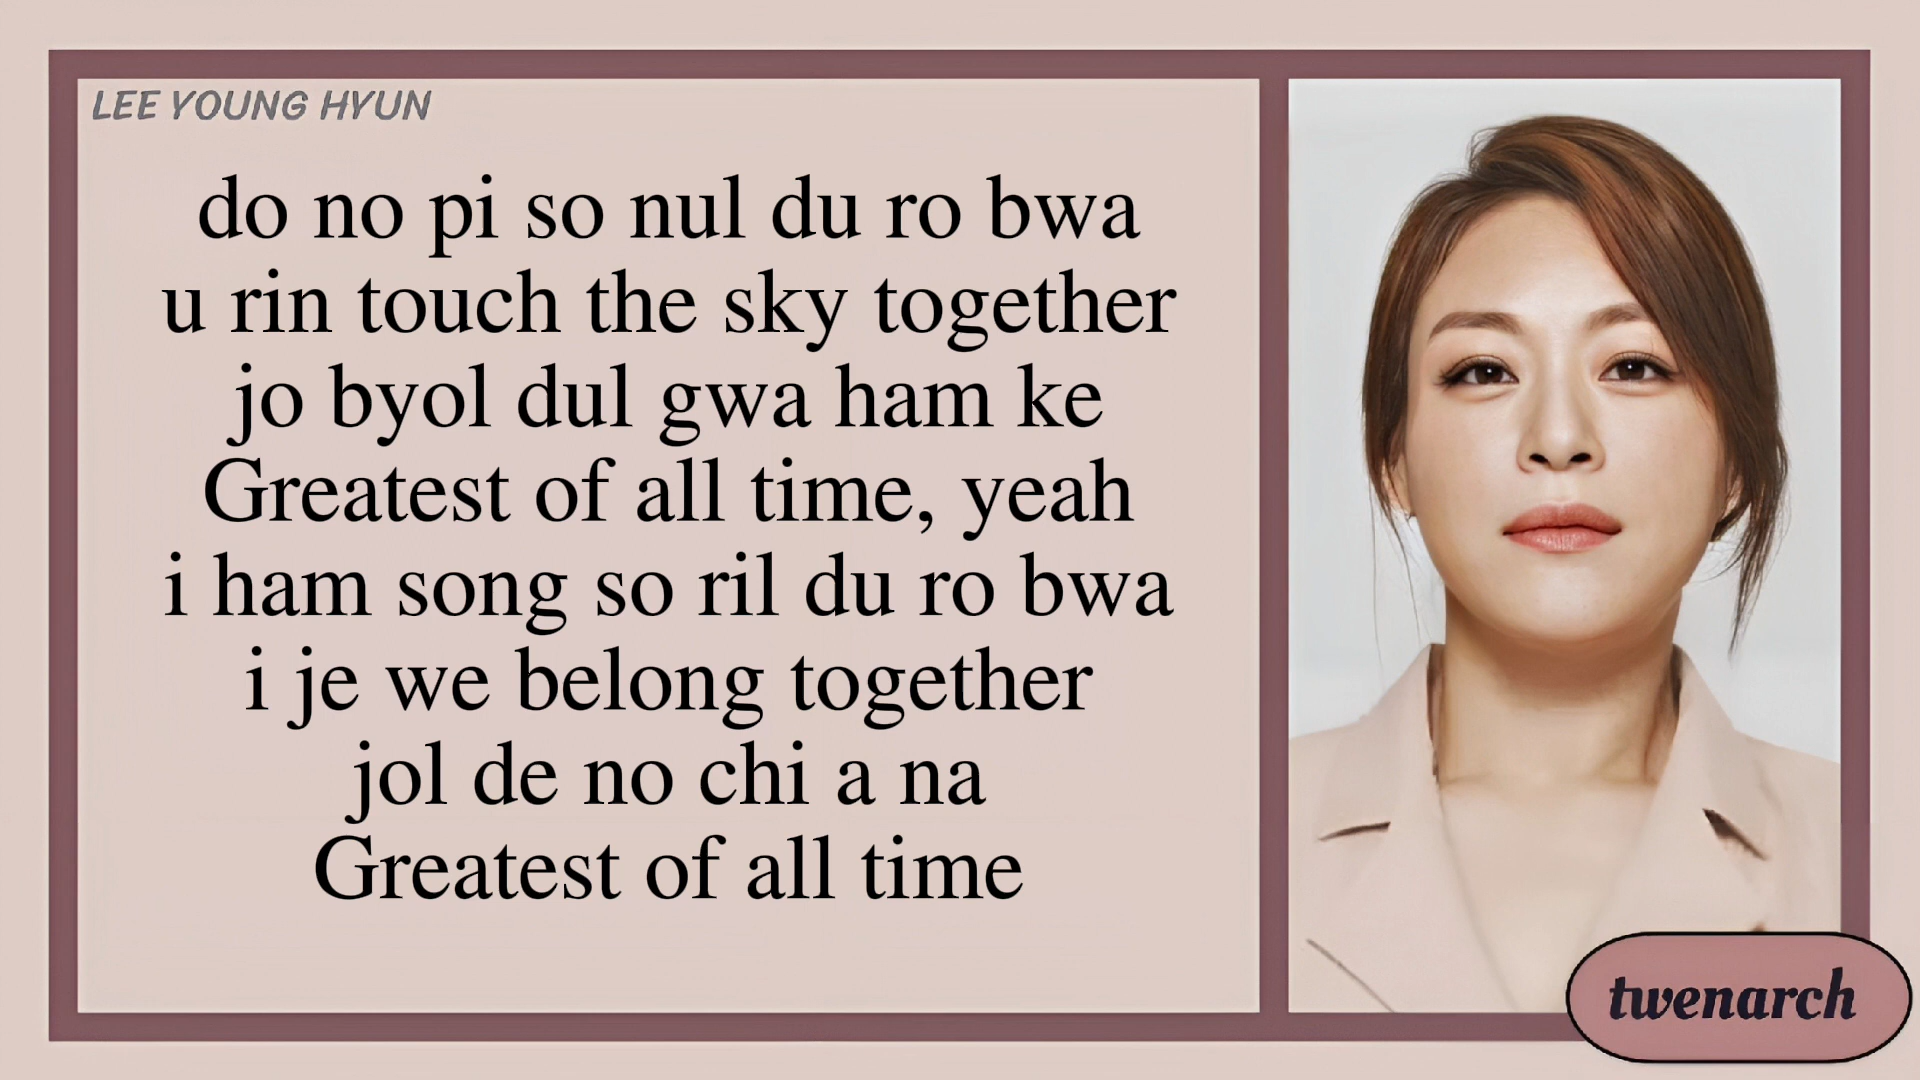 LEE YOUNG HYUN
do no pi so nul du ro bwa
u rin touch the sky together
jo byol dul gwa ham ke
Greatest of all time, yeah
i ham song so ril du ro bwa
i je we belong together
jol de no chi a na
Greatest of all time
twenarch